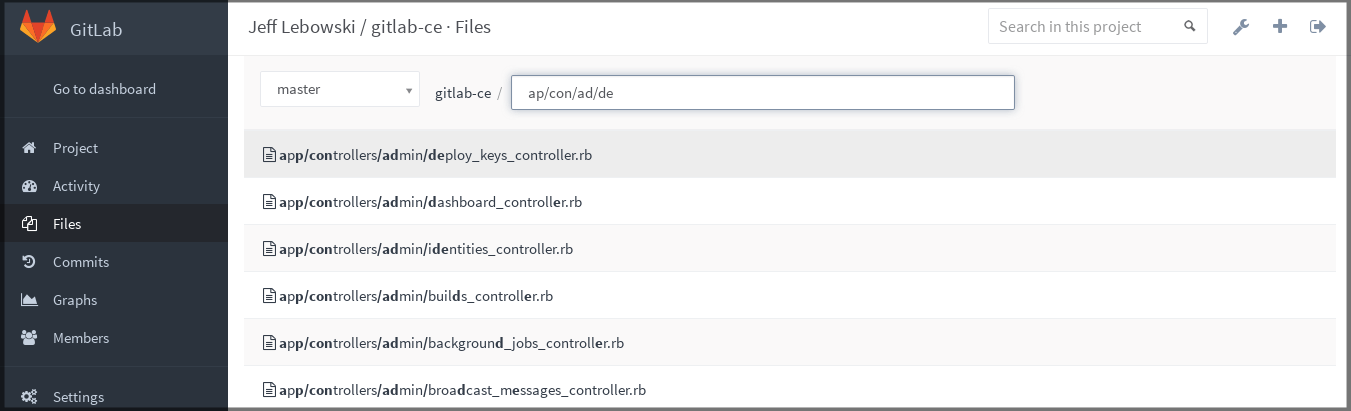 GitLab
Jeff Lebowski / gitlab-ce · Files
Search in this project
Go to dashboard
master
gitlab-ce /
ap/con/ad/de
Project
Activity
Files
Commits
Graphs
Members
Settings
app/controllers/admin/deploy_keys_controller.rb
app/controllers/admin/dashboard_controller.rb
app/controllers/admin/identities_controller.rb
app/controllers/admin/builds_controller.rb
app/controllers/admin/background_jobs_controller.rb
app/controllers/admin/broadcast_messages_controller.rb